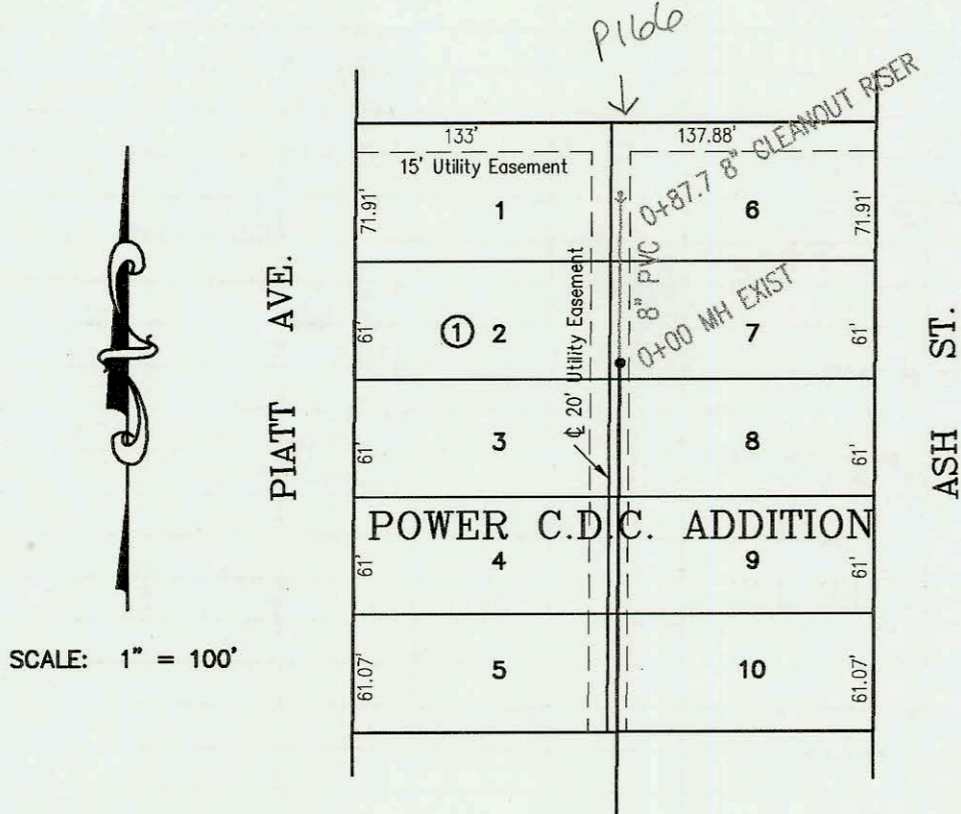 P166
133'
137.88'
15' Utility Easement
0+87.7 8" CLEANOUT RISER
71.91'
1
6
71.91'
8" PVC
0+00 MH EXIST
PIATT AVE.
61'
① 2
7
61'
ASH ST.
℄ 20' Utility Easement
61'
3
8
61'
POWER C.D.C. ADDITION
61'
4
9
61'
SCALE: 1" = 100'
61.07'
5
10
61.07'